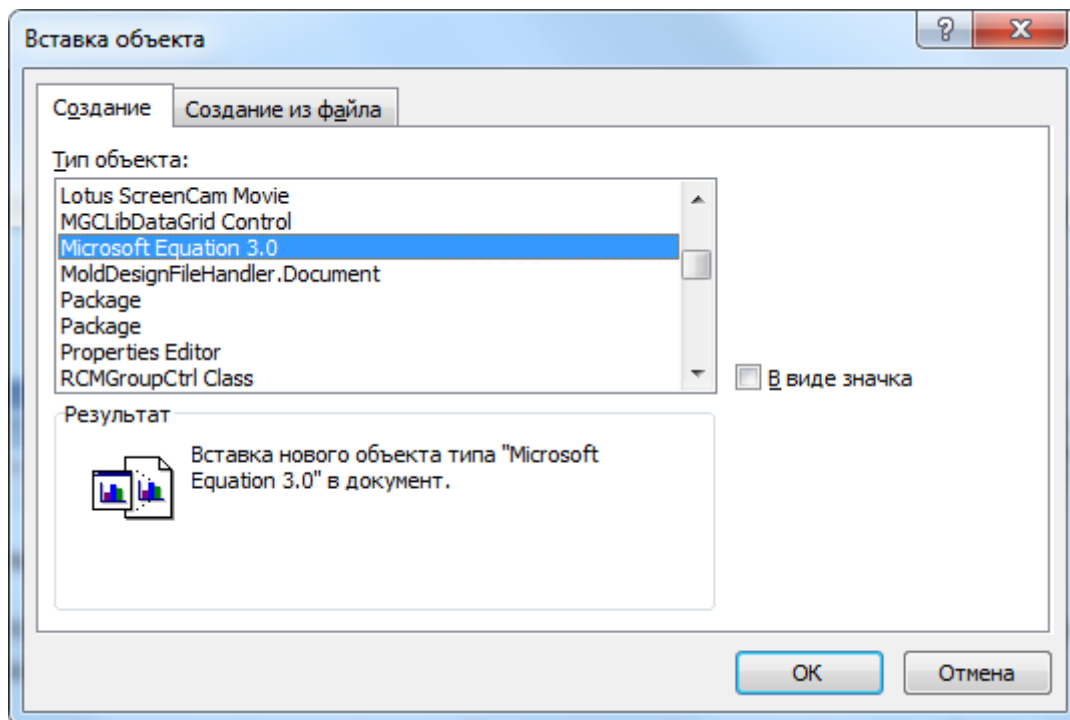 Вставка объекта
Создание
Создание из файла
Тип объекта:
Lotus ScreenCam Movie
MGCLibDataGrid Control
Microsoft Equation 3.0
MoldDesignFileHandler.Document
Package
Package
Properties Editor
RCMGroupCtrl Class
В виде значка
Результат
Вставка нового объекта типа "Microsoft
Equation 3.0" в документ.
ОК
Отмена